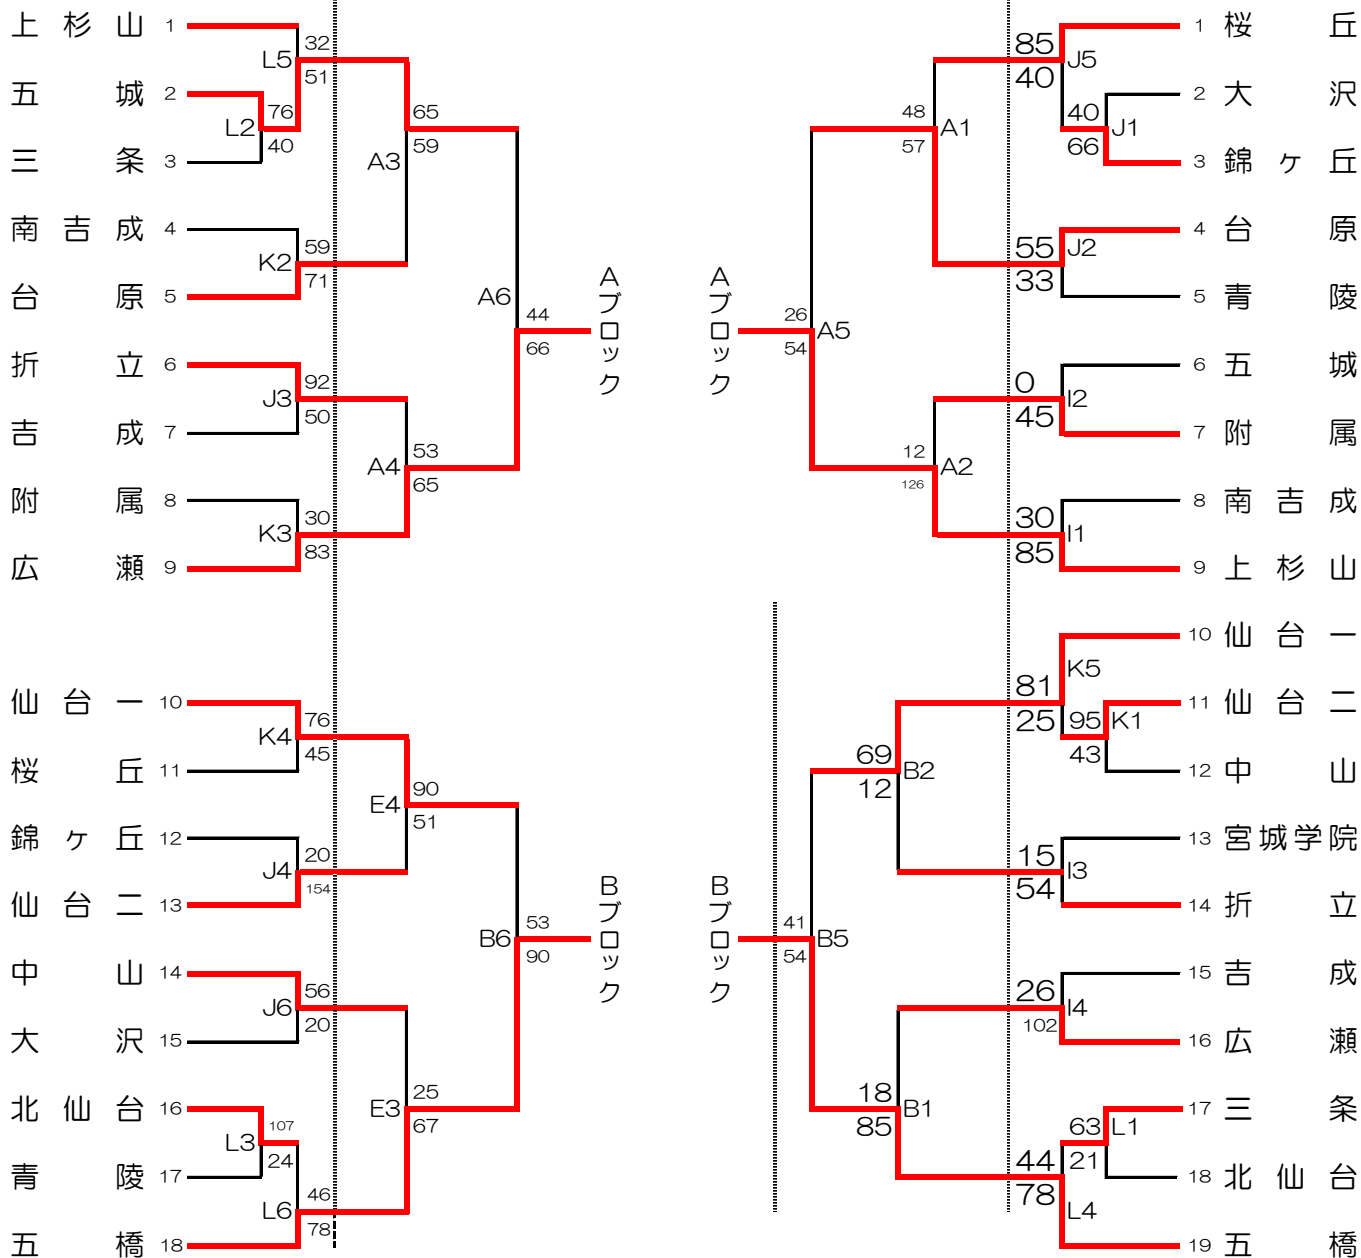 上杉山 1
32
L5
51
五城 2
76
L2
40
三条 3
65
A3
59
南吉成 4
59
K2
71
台原 5
A6
44
66
Aブロック
折立 6
92
J3
50
吉成 7
53
A4
65
附属 8
30
K3
83
広瀬 9
仙台一 10
76
K4
45
桜丘 11
90
E4
51
錦ヶ丘 12
20
J4
154
仙台二 13
B6
53
90
Bブロック
中山 14
56
J6
20
大沢 15
25
E3
67
北仙台 16
107
L3
24
青陵 17
46
L6
78
五橋 18
1 桜丘
85
J5
40
2 大沢
40
J1
66
3 錦ヶ丘
48
A1
57
4 台原
55
J2
33
5 青陵
Aブロック
26
A5
54
6 五城
0
I2
45
7 附属
12
A2
126
8 南吉成
30
I1
85
9 上杉山
10 仙台一
K5
81
25
11 仙台二
95
K1
43
12 中山
69
B2
12
13 宮城学院
15
I3
54
14 折立
Bブロック
41
B5
54
15 吉成
26
I4
102
16 広瀬
18
B1
85
17 三条
63
L1
21
18 北仙台
44
78
L4
19 五橋